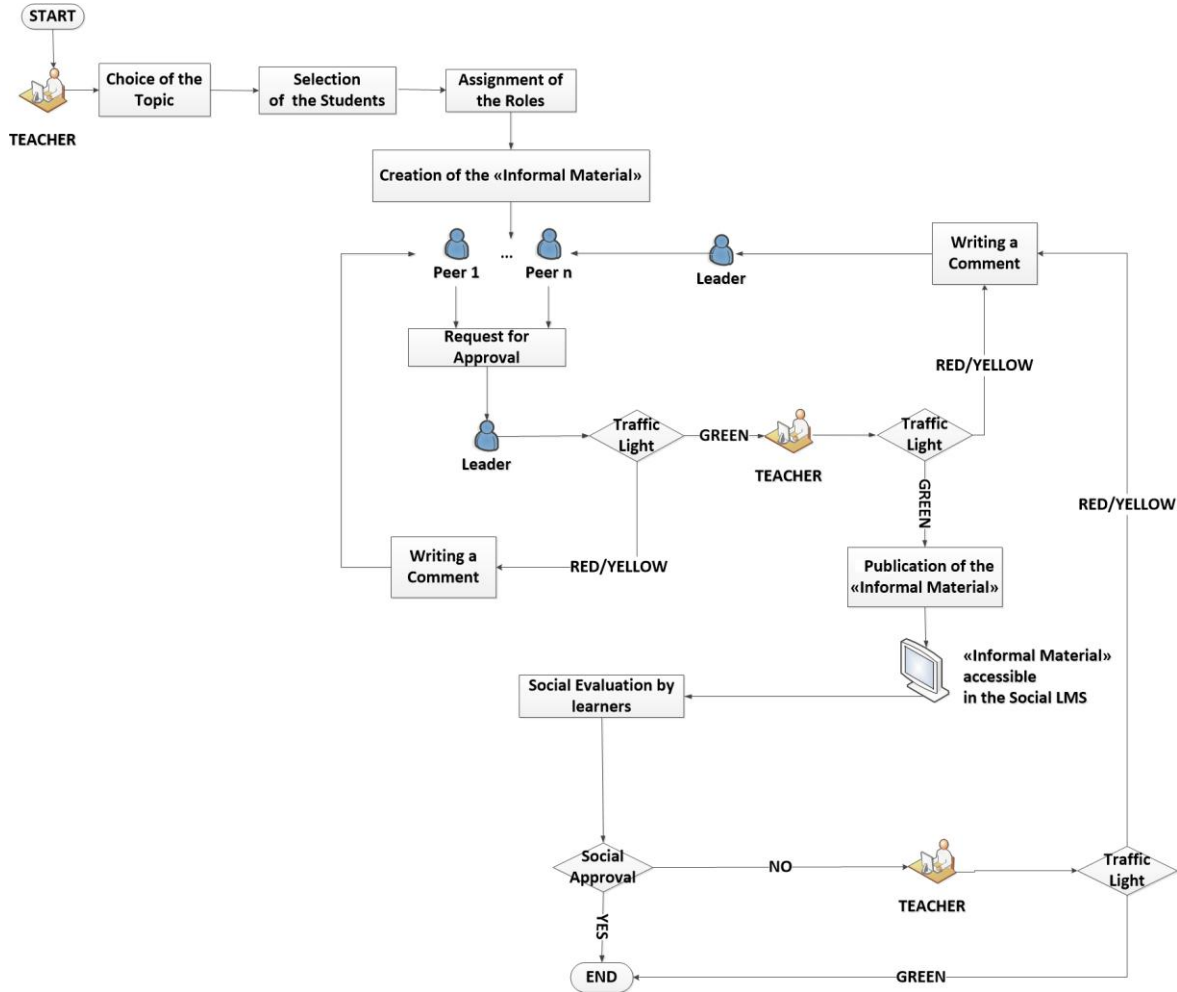 START
TEACHER
Choice of the
Topic
Selection
of the Students
Assignment of
the Roles
Creation of the «Informal Material»
Peer 1
...
Peer n
Leader
Writing a
Comment
Request for
Approval
RED/YELLOW
Leader
Traffic
Light
GREEN
TEACHER
Traffic
Light
GREEN
RED/YELLOW
Writing a
Comment
RED/YELLOW
Publication of the
«Informal Material»
«Informal Material»
accessible
in the Social LMS
Social Evaluation by
learners
Social
Approval
NO
TEACHER
Traffic
Light
YES
END
GREEN